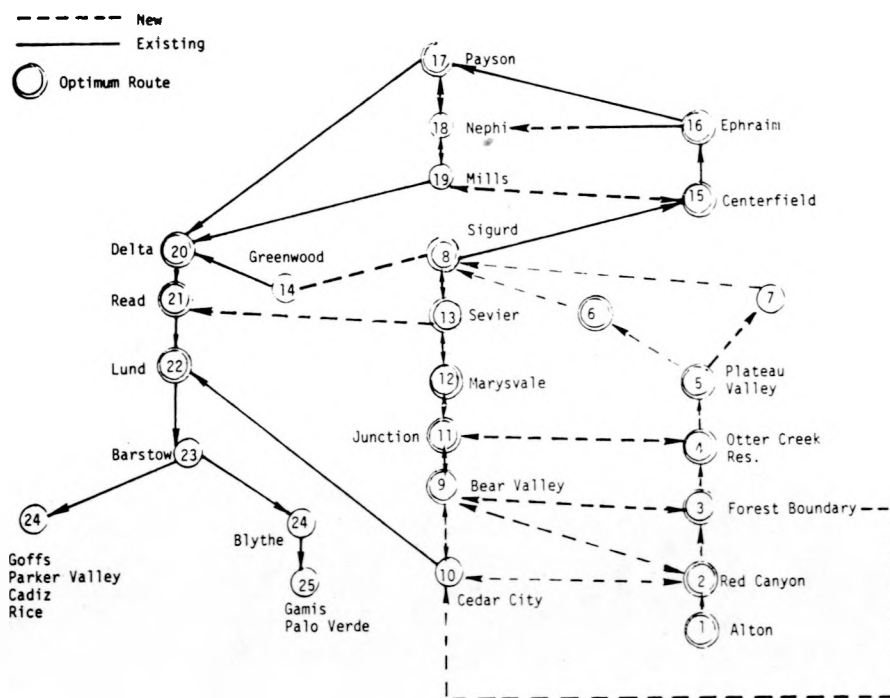 New
Existing
Optimum Route
17 Payson
18 Nephi
16 Ephraim
19 Mills
15 Centerfield
Sigurd
Delta 20
Greenwood
8
14
7
Read 21
13 Sevier
6
Lund 22
12 Marysvale
5 Plateau
Valley
Junction 11
4 Otter Creek
Res.
Barstow 23
9 Bear Valley
3 Forest Boundary
24
Blythe 24
Goffs
Parker Valley
Cadiz
Rice
25
Gamis
Palo Verde
10
Cedar City
2 Red Canyon
1 Alton